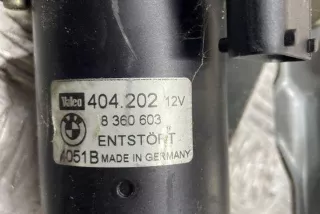 Valeo 404.202 12V
8 360 603
ENTSTÖRT
4051B MADE IN GERMANY